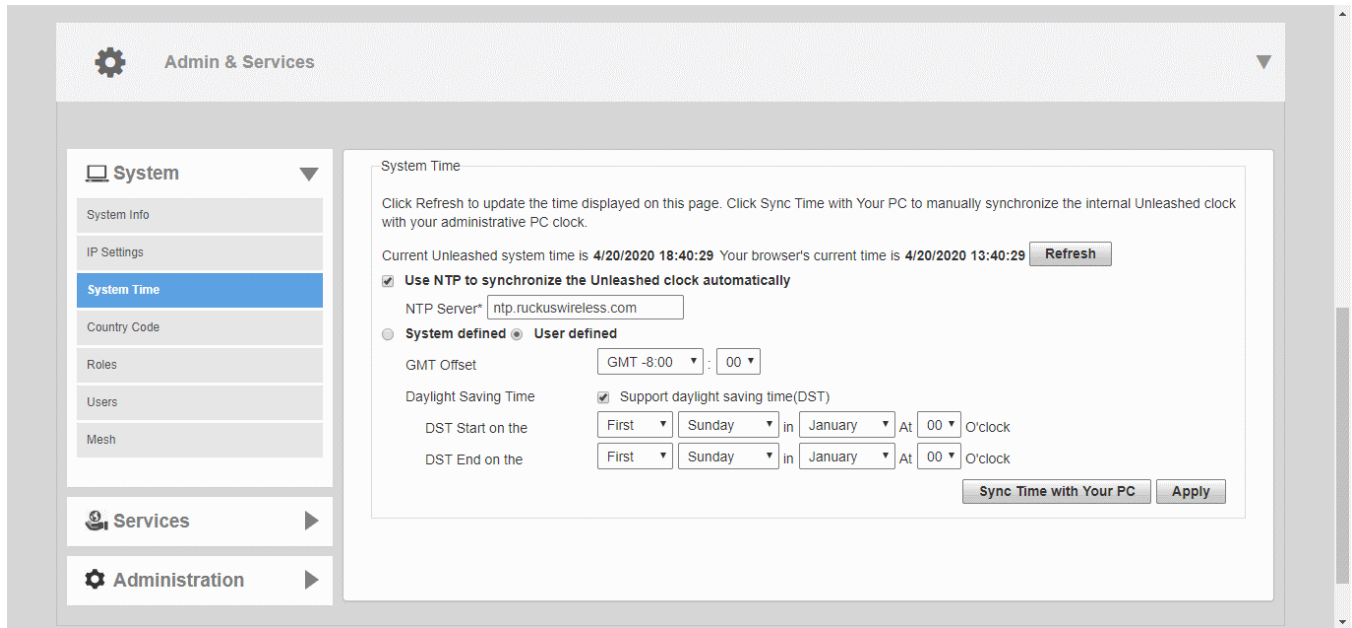 Admin & Services
System
System Info
IP Settings
System Time
Country Code
Roles
Users
Mesh
Services
Administration
System Time
Click Refresh to update the time displayed on this page. Click Sync Time with Your PC to manually synchronize the internal Unleashed clock
with your administrative PC clock.
Current Unleashed system time is 4/20/2020 18:40:29 Your browser's current time is 4/20/2020 13:40:29 Refresh
Use NTP to synchronize the Unleashed clock automatically
NTP Server* ntp.ruckuswireless.com
System defined User defined
GMT Offset GMT -8:00 : 00
Daylight Saving Time Support daylight saving time(DST)
DST Start on the First Sunday in January At 00 O'clock
DST End on the First Sunday in January At 00 O'clock
Sync Time with Your PC Apply